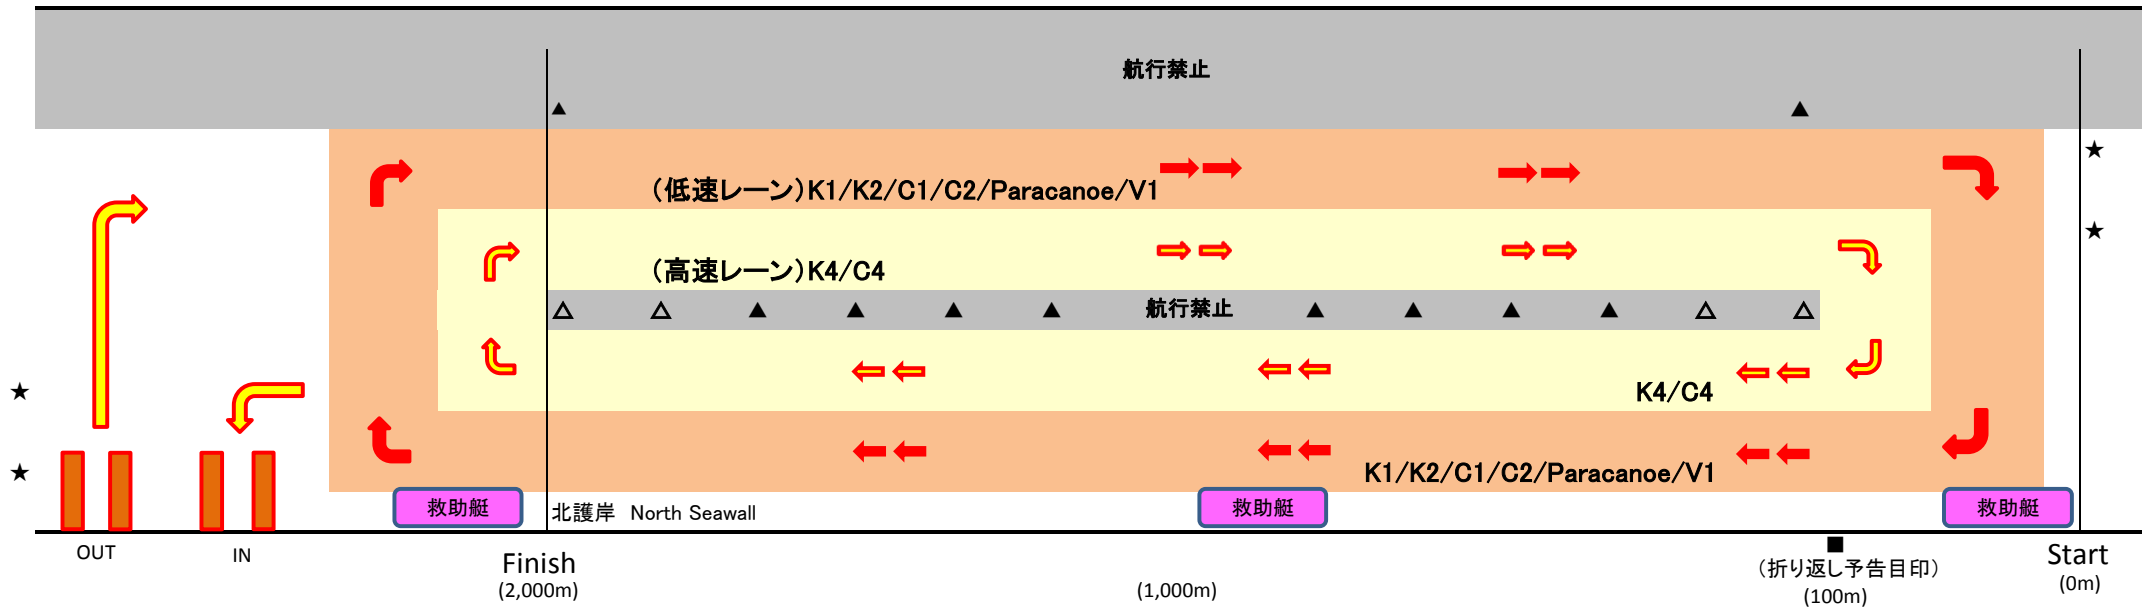 航行禁止
(低速レーン)K1/K2/C1/C2/Paracanoe/V1
(高速レーン)K4/C4
航行禁止
K4/C4
K1/K2/C1/C2/Paracanoe/V1
救助艇
救助艇
救助艇
北護岸 North Seawall
OUT
IN
Finish
(2,000m)
(1,000m)
(折り返し予告目印)
(100m)
Start
(0m)